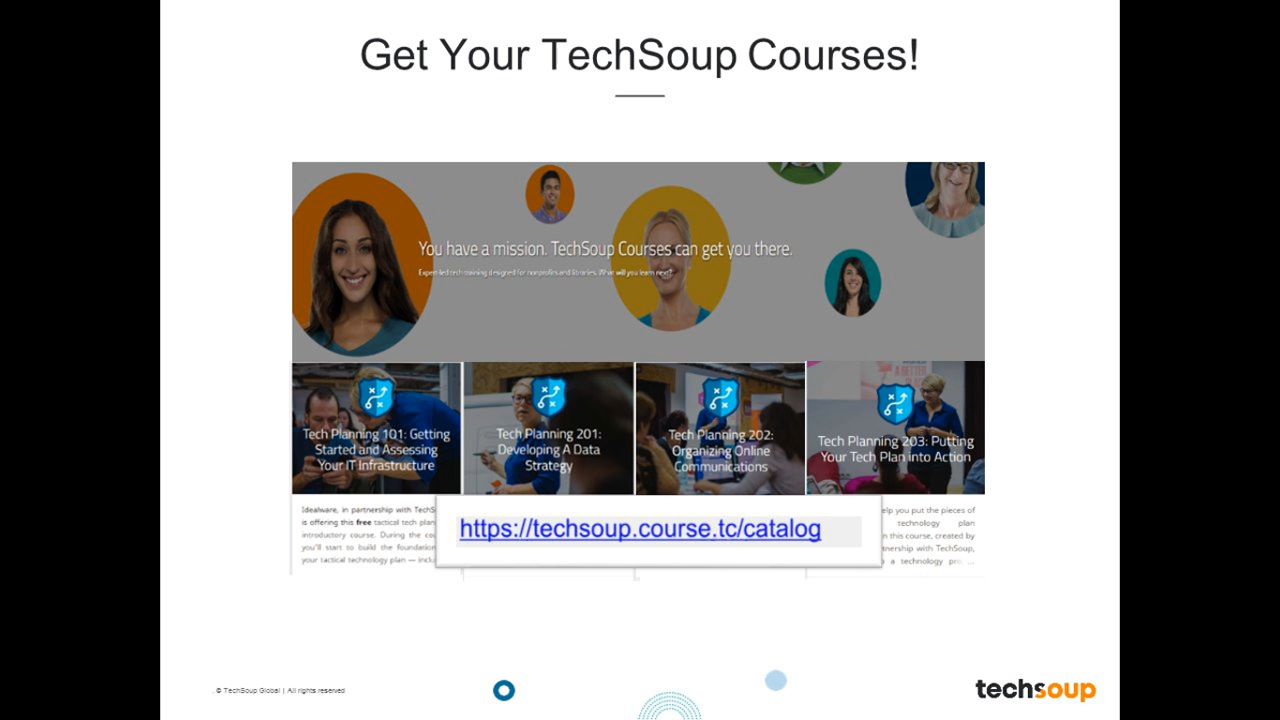 Get Your TechSoup Courses!
You have a mission. TechSoup Courses can get you there.
Expert-led tech training designed for nonprofits and libraries. What will you learn next?
Tech Planning 101: Getting
Started and Assessing
Your IT Infrastructure
Tech Planning 201:
Developing A Data
Strategy
Tech Planning 202:
Organizing Online
Communications
Tech Planning 203: Putting
Your Tech Plan into Action
Idealware, in partnership with TechS
is offering this free tactical tech plan
introductory course. During the cou
you'll start to build the foundation
your tactical technology plan — inclu
https://techsoup.course.tc/catalog
elp you put the pieces of
technology plan
n this course, created by
tnership with TechSoup,
s a technology pro ...
. © TechSoup Global | All rights reserved
techsoup